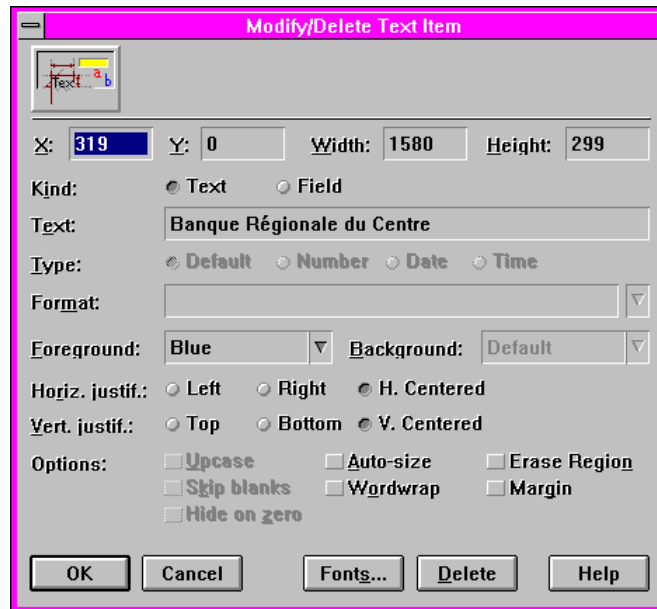 Modify/Delete Text Item
Text a b
X: 319 Y: 0 Width: 1580 Height: 299
Kind: Text Field
Text: Banque Régionale du Centre
Type: Default Number Date Time
Format:
Foreground: Blue Background: Default
Horiz. justif.: Left Right H. Centered
Vert. justif.: Top Bottom V. Centered
Options: Upcase Auto-size Erase Region
Skip blanks Wordwrap Margin
Hide on zero
OK Cancel Fonts... Delete Help